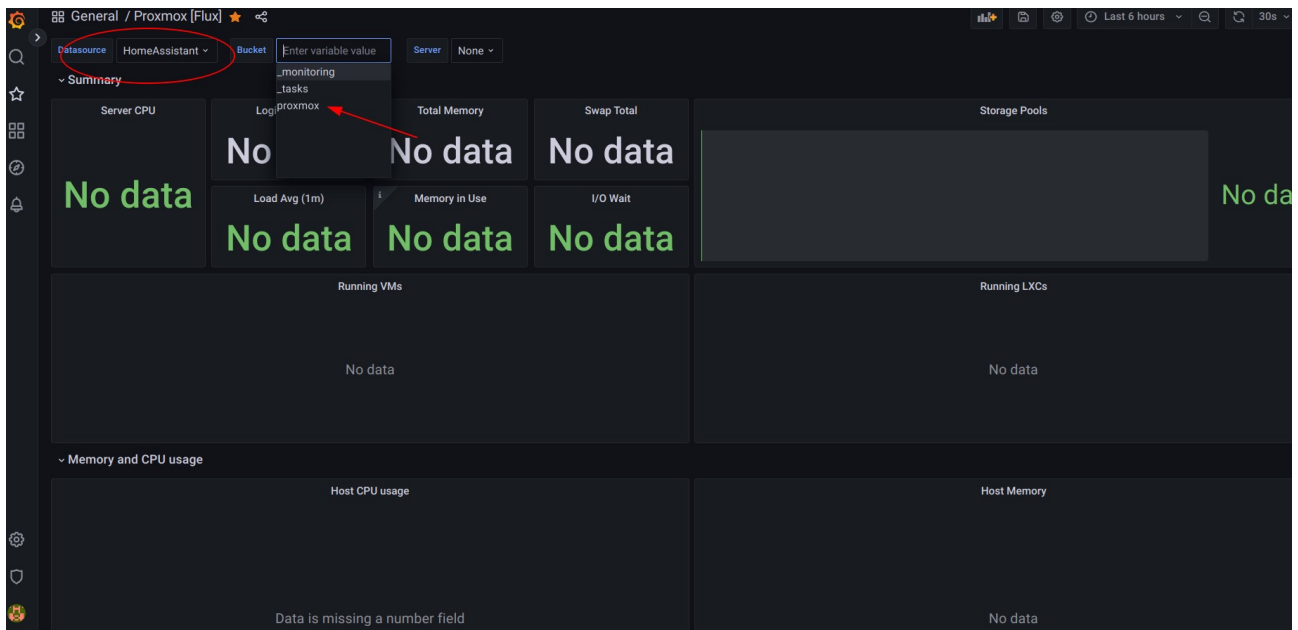 General / Proxmox [Flux]
Last 6 hours
30s
Datasource HomeAssistant Bucket Enter variable value Server None
_monitoring
_tasks
proxmox
Summary
Server CPU
No data
Logi
No
Total Memory
No data
Swap Total
No data
Storage Pools
No da
Load Avg (1m)
No data
i
Memory in Use
No data
I/O Wait
No data
Running VMs
No data
Running LXCs
No data
Memory and CPU usage
Host CPU usage
Data is missing a number field
Host Memory
No data